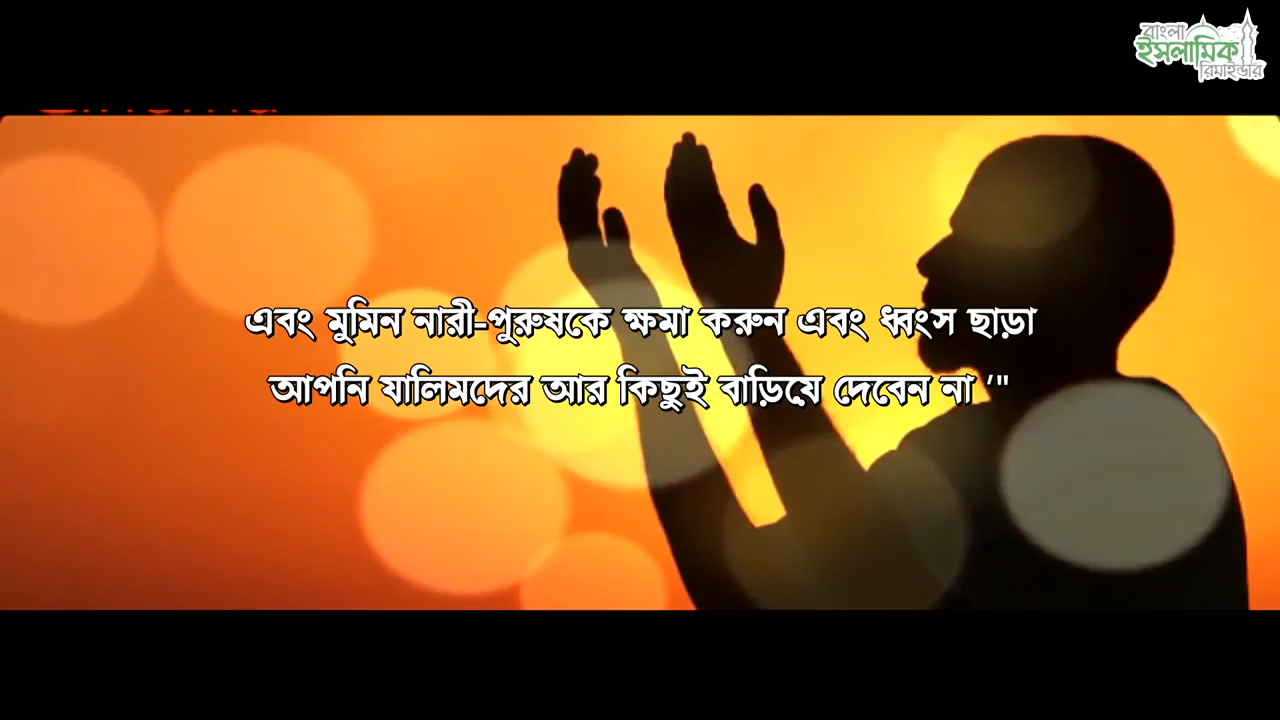 বাংলা
ইসলামিক
রিমাইন্ডার
এবং মুমিন নারী-পুরুষকে ক্ষমা করুন এবং ধ্বংস ছাড়া
আপনি যালিমদের আর কিছুই বাড়িয়ে দেবেন না ’"